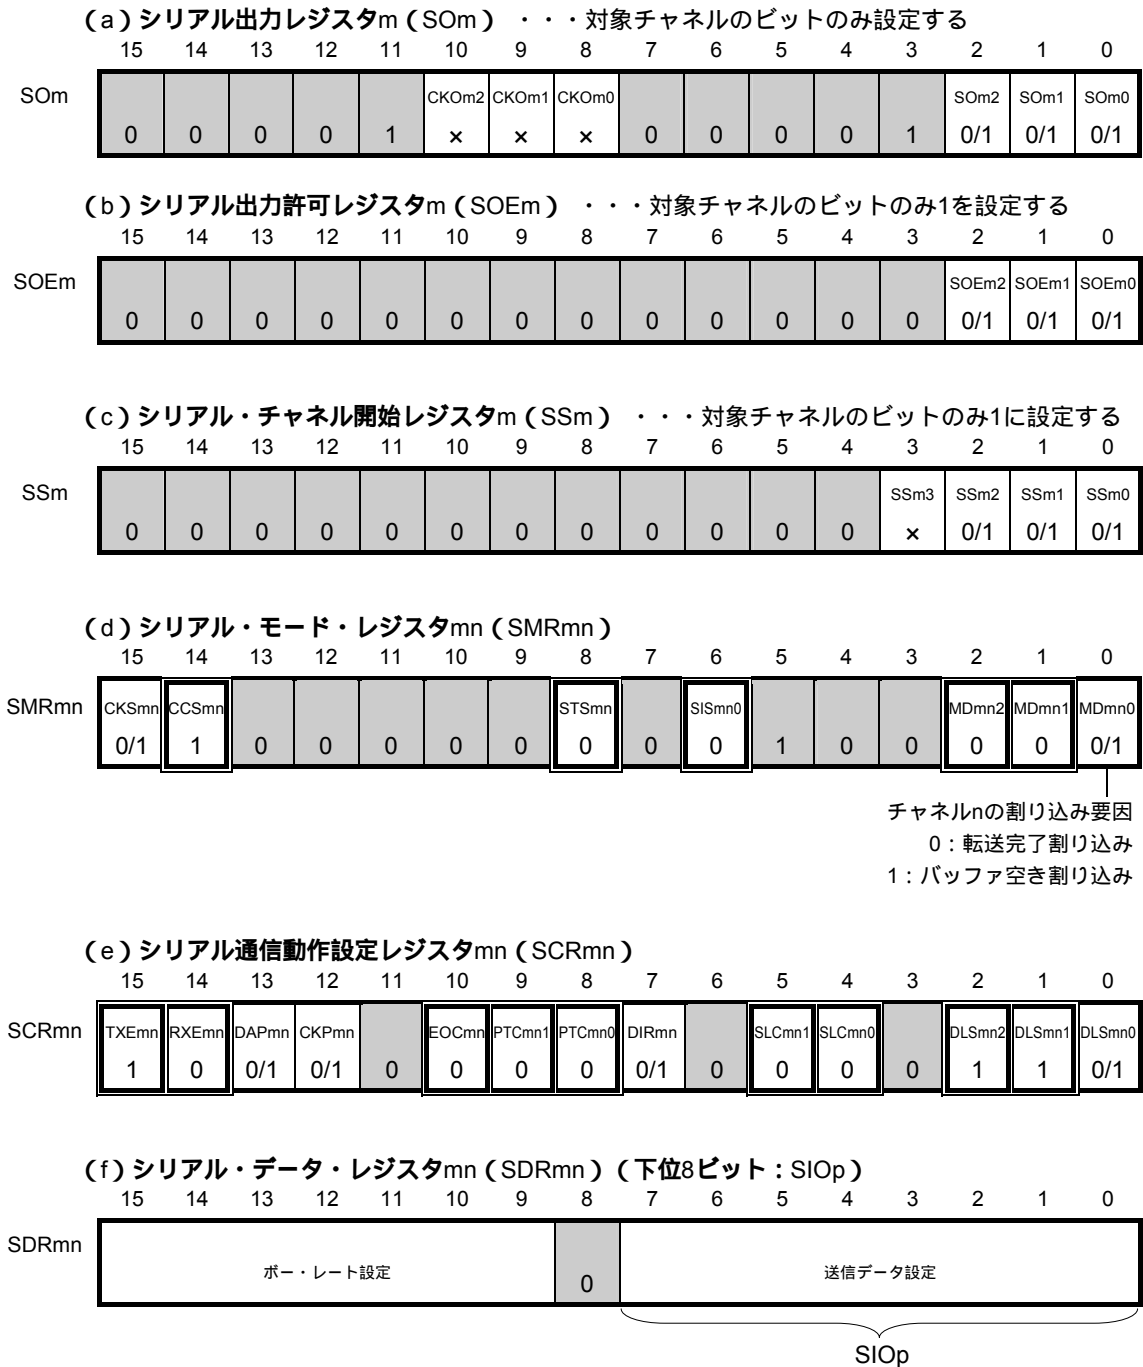 (a)シリアル出力レジスタm(SOm) ・・・対象チャネルのビットのみ設定する
15 14 13 12 11 10 9 8 7 6 5 4 3 2 1 0
SOm
CKOm2 CKOm1 CKOm0 SOm2 SOm1 SOm0
0 0 0 0 1 × × × 0 0 0 0 1 0/1 0/1 0/1
(b)シリアル出力許可レジスタm(SOEm) ・・・対象チャネルのビットのみ1を設定する
15 14 13 12 11 10 9 8 7 6 5 4 3 2 1 0
SOEm
SOEm2 SOEm1 SOEm0
0 0 0 0 0 0 0 0 0 0 0 0 0 0/1 0/1 0/1
(c)シリアル・チャネル開始レジスタm(SSm) ・・・対象チャネルのビットのみ1に設定する
15 14 13 12 11 10 9 8 7 6 5 4 3 2 1 0
SSm
SSm3 SSm2 SSm1 SSm0
0 0 0 0 0 0 0 0 0 0 0 0 × 0/1 0/1 0/1
(d)シリアル・モード・レジスタmn(SMRmn)
15 14 13 12 11 10 9 8 7 6 5 4 3 2 1 0
SMRmn
CKSmn CCSmn STSmn SISmn0 MDmn2 MDmn1 MDmn0
0/1 1 0 0 0 0 0 0 0 0 1 0 0 0 0 0/1
チャネルnの割り込み要因
0:転送完了割り込み
1:バッファ空き割り込み
(e)シリアル通信動作設定レジスタmn(SCRmn)
15 14 13 12 11 10 9 8 7 6 5 4 3 2 1 0
SCRmn
TXEmn RXEmn DAPmn CKPmn EOCmn PTCmn1 PTCmn0 DIRmn SLCmn1 SLCmn0 DLSmn2 DLSmn1 DLSmn0
1 0 0/1 0/1 0 0 0 0 0/1 0 0 0 0 1 1 0/1
(f)シリアル・データ・レジスタmn(SDRmn)(下位8ビット:SIOp)
15 14 13 12 11 10 9 8 7 6 5 4 3 2 1 0
SDRmn
ボー・レート設定 0 送信データ設定
SIOp